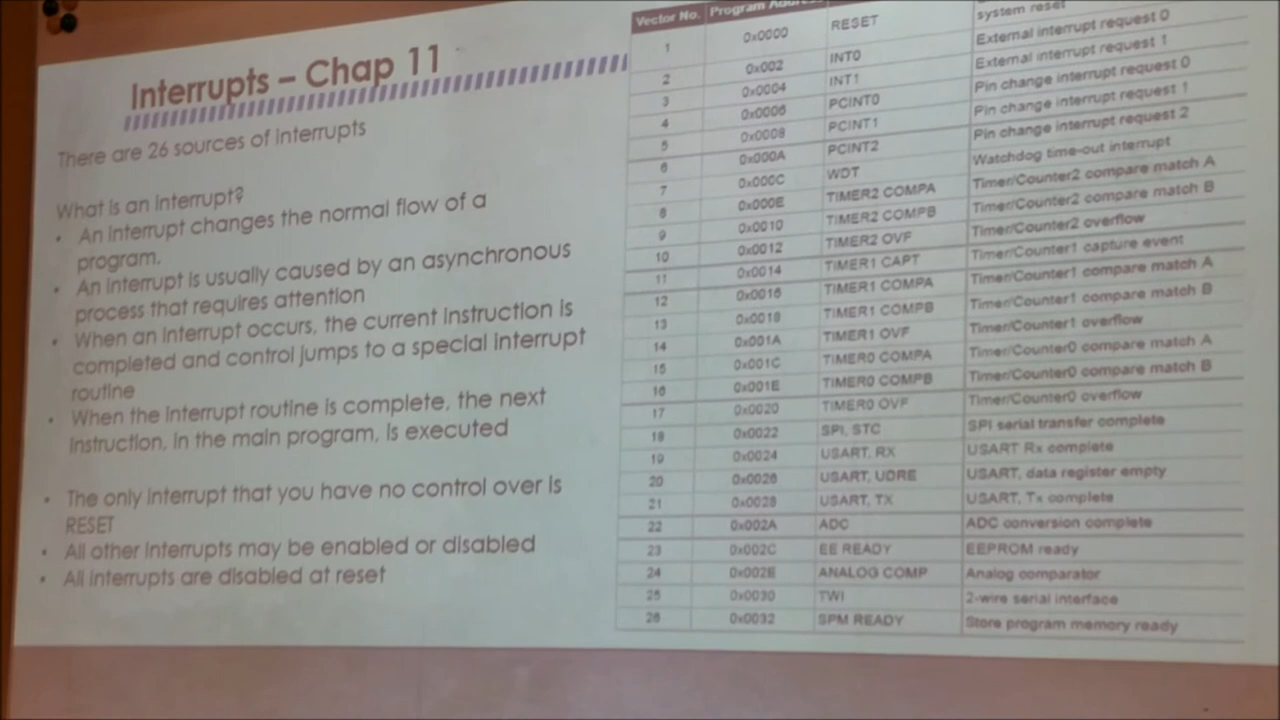 Interrupts – Chap 11
There are 26 sources of interrupts
What is an Interrupt?
• An interrupt changes the normal flow of a
program.
• An interrupt is usually caused by an asynchronous
process that requires attention
• When an interrupt occurs, the current instruction is
completed and control jumps to a special interrupt
routine
• When the interrupt routine is complete, the next
instruction, in the main program, is executed
• The only interrupt that you have no control over is
RESET
• All other interrupts may be enabled or disabled
• All interrupts are disabled at reset
Vector No. Program
1 0x0000 RESET system reset
2 0x002 INT0 External interrupt request 0
3 0x0004 INT1 External interrupt request 1
4 0x0006 PCINT0 Pin change interrupt request 0
5 0x0008 PCINT1 Pin change interrupt request 1
6 0x000A PCINT2 Pin change interrupt request 2
7 0x000C WDT Watchdog time-out interrupt
8 0x000E TIMER2 COMPA Timer/Counter2 compare match A
9 0x0010 TIMER2 COMPB Timer/Counter2 compare match B
10 0x0012 TIMER2 OVF Timer/Counter2 overflow
11 0x0014 TIMER1 CAPT Timer/Counter1 capture event
12 0x0016 TIMER1 COMPA Timer/Counter1 compare match A
13 0x0018 TIMER1 COMPB Timer/Counter1 compare match B
14 0x001A TIMER1 OVF Timer/Counter1 overflow
15 0x001C TIMER0 COMPA Timer/Counter0 compare match A
16 0x001E TIMER0 COMPB Timer/Counter0 compare match B
17 0x0020 TIMER0 OVF Timer/Counter0 overflow
18 0x0022 SPI, STC SPI serial transfer complete
19 0x0024 USART, RX USART Rx complete
20 0x0026 USART, UDRE USART, data register empty
21 0x0028 USART, TX USART, Tx complete
22 0x002A ADC ADC conversion complete
23 0x002C EE READY EEPROM ready
24 0x002E ANALOG COMP Analog comparator
25 0x0030 TWI 2-wire serial interface
26 0x0032 SPM READY Store program memory ready